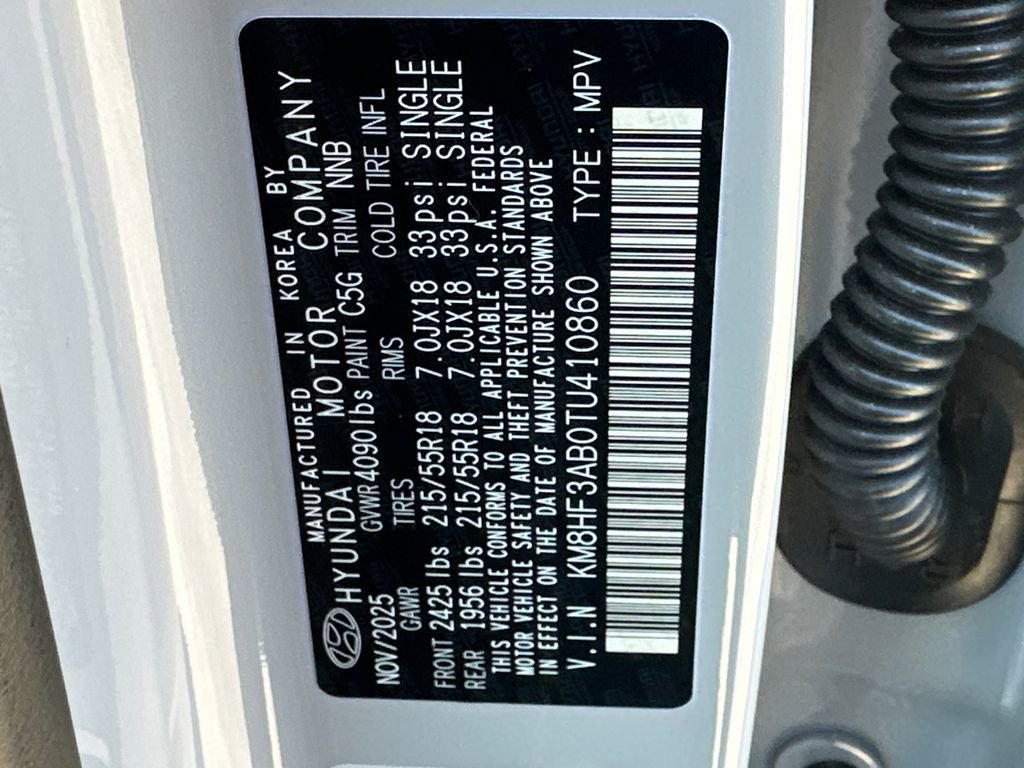 MANUFACTURED IN KOREA BY
HYUNDAI MOTOR COMPANY
NOV/2025 GVWR 4090 lbs PAINT C5G TRIM NNB
GAWR TIRES RIMS COLD TIRE INFL
FRONT 2425 lbs 215/55R18 7.0JX18 33psi SINGLE
REAR 1956 lbs 215/55R18 7.0JX18 33psi SINGLE
THIS VEHICLE CONFORMS TO ALL APPLICABLE U.S.A. FEDERAL
MOTOR VEHICLE SAFETY AND THEFT PREVENTION STANDARDS
IN EFFECT ON THE DATE OF MANUFACTURE SHOWN ABOVE
V.I.N KM8HF3AB0TU410860 TYPE : MPV